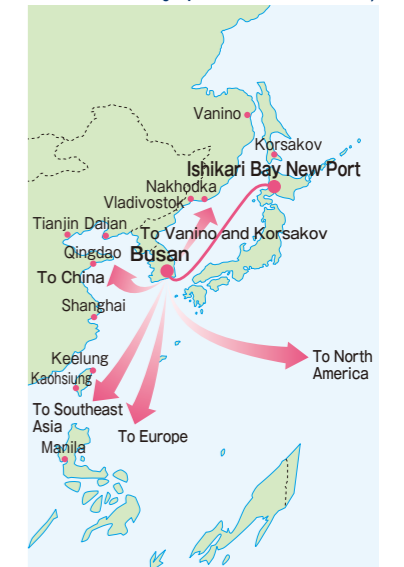 Vanino
Korsakov
Ishikari Bay New Port
Nakhodka
Vladivostok
Tianjin Dalian
To Vanino and Korsakov
Qingdao
Busan
To China
Shanghai
Keelung
Kaohsiung
To North
America
To Southeast
Asia
To Europe
Manila